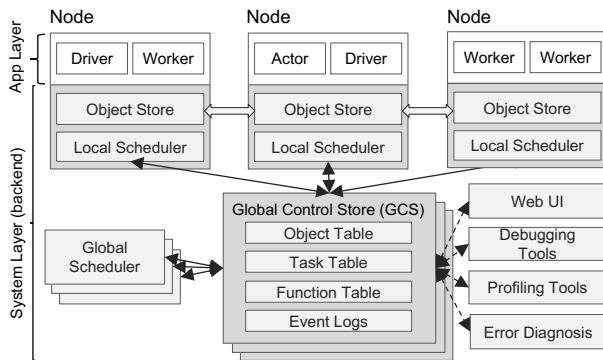 Node
Node
Node
App Layer
Driver
Worker
Actor
Driver
Worker
Worker
Object Store
Object Store
Object Store
Local Scheduler
Local Scheduler
Local Scheduler
System Layer (backend)
Global Control Store (GCS)
Object Table
Task Table
Function Table
Event Logs
Global
Scheduler
Web UI
Debugging
Tools
Profiling Tools
Error Diagnosis